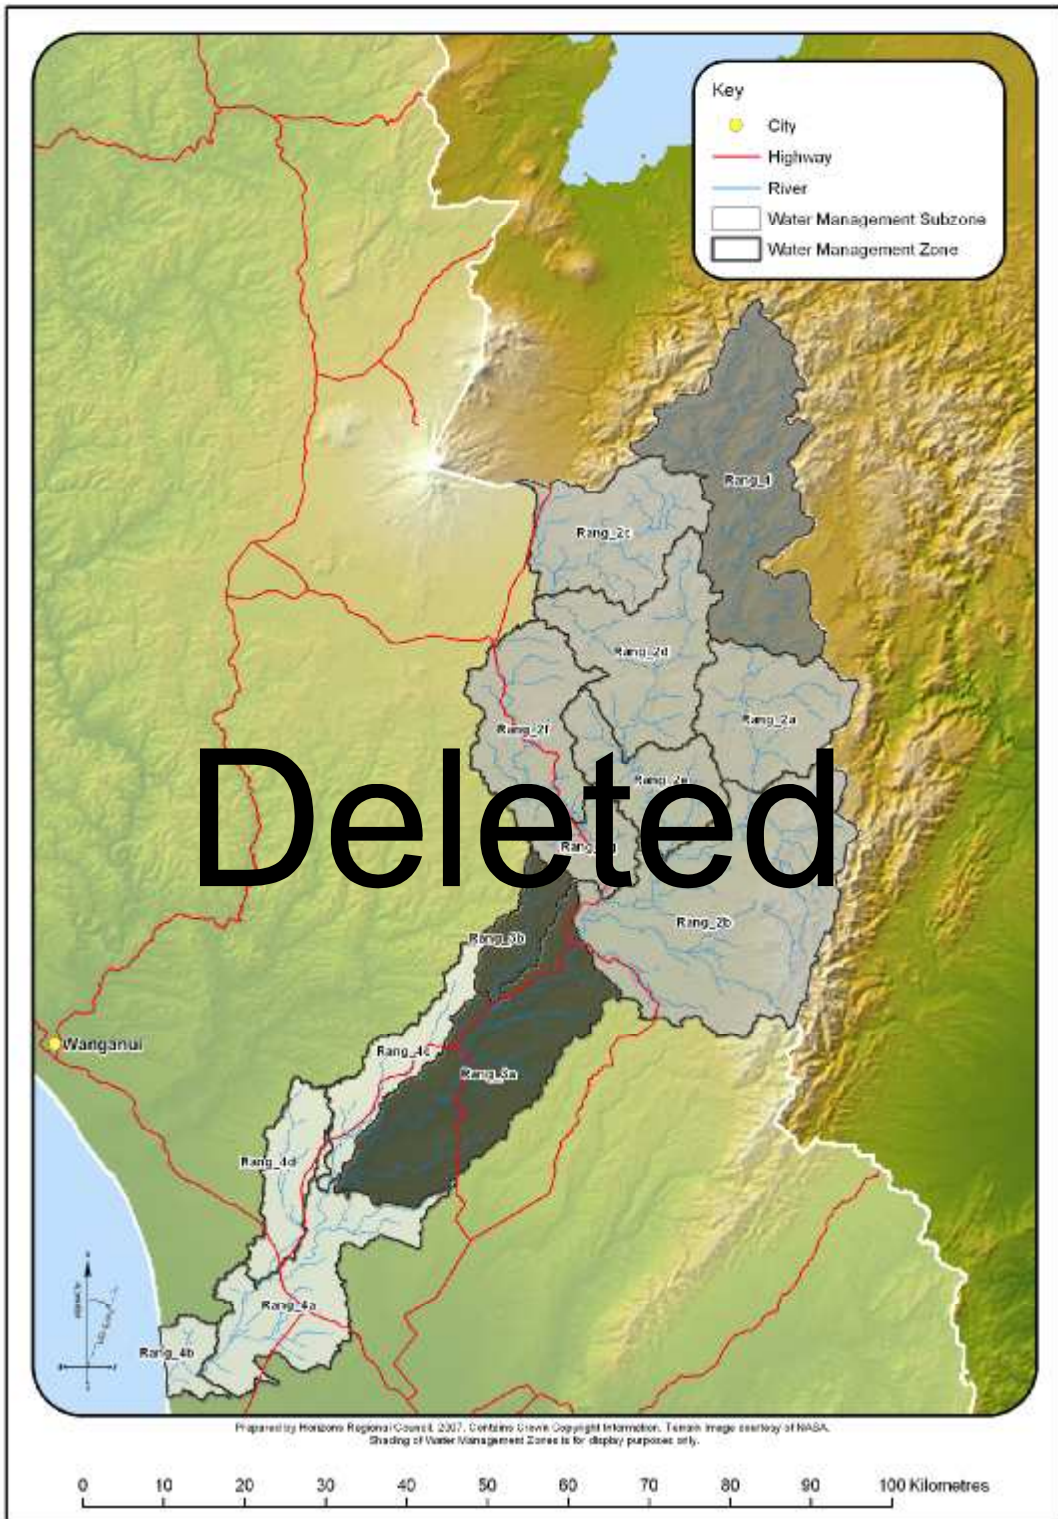 Key
City
Highway
River
Water Management Subzone
Water Management Zone
Rang_1
Rang_2c
Rang_2d
Rang_2a
Rang_2f
Rang_2e
Deleted
Rang_2b
Rang_3b
Wanganui
Rang_4c
Rang_3a
Rang_4d
Rang_4a
Rang_4b
Prepared by Horizons Regional Council, 2007. Contains Crown Copyright Information. Terrain Image courtesy of NASA.
Shading of Water Management Zones is for display purposes only.
0 10 20 30 40 50 60 70 80 90 100 Kilometres